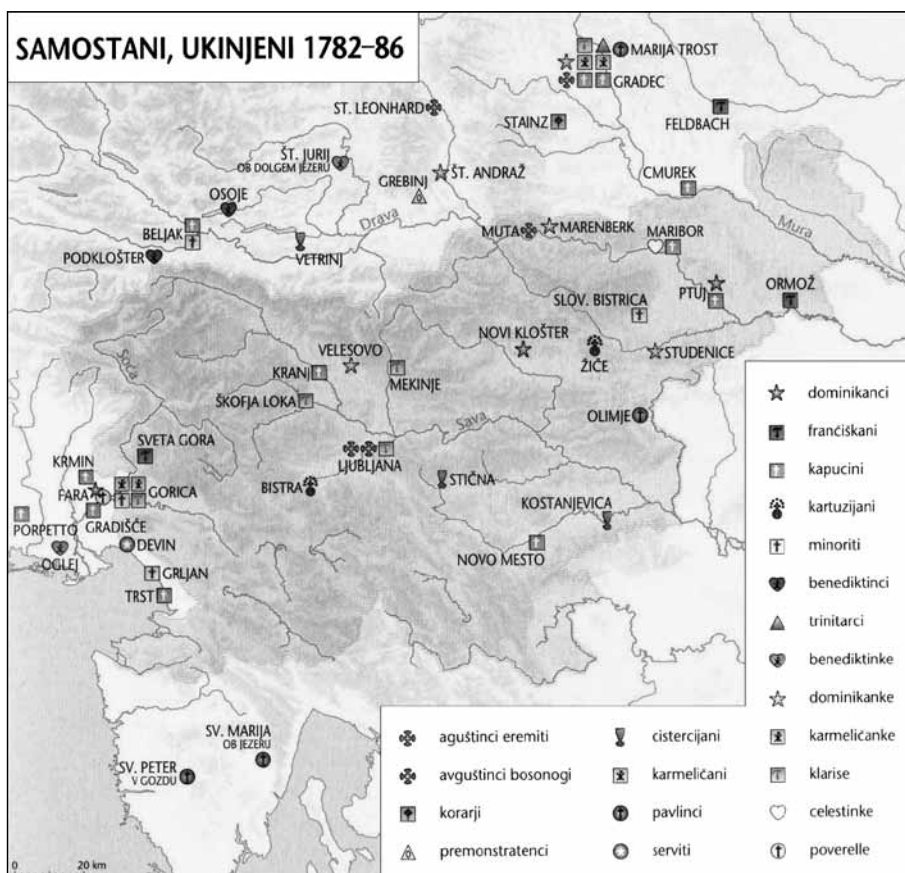 SAMOSTANI, UKINJENI 1782–86
MARIJA TROST
GRADEC
ST. LEONHARD
STAINZ
FELDBACH
ŠT. JURIJ
OB DOLGEM JEZERU
GREBINJ
ŠT. ANDRAŽ
CMUREK
OSOJE
Drava
Mura
BELJAK
VETRINJ
MUTA
MARENBERK
MARIBOR
PODKLOŠTER
PTUJ
ORMOŽ
SLOV. BISTRICA
NOVI KLOŠTER
ŽIČE
STUDENICE
Soča
VELESOVO
KRANJ
MEKINJE
ŠKOFJA LOKA
OLIMJE
Sava
SVETA GORA
LJUBLJANA
KRMIN
BISTRA
STIČNA
FARA
GORICA
KOSTANJEVICA
PORPETTO
GRADIŠČE
DEVIN
OGLEJ
NOVO MESTO
GRLJAN
TRST
SV. MARIJA
OB JEZERU
SV. PETER
V GOZDU
0 20 km
dominikanci
frančiškani
kapucini
kartuzijani
minoriti
benediktinci
trinitarci
benediktinke
dominikanke
aguštinci eremiti
cistercijani
karmeličanke
avguštinci bosonogi
karmeličani
klarise
korarji
pavlinci
celestinke
premonstratenci
serviti
poverelle